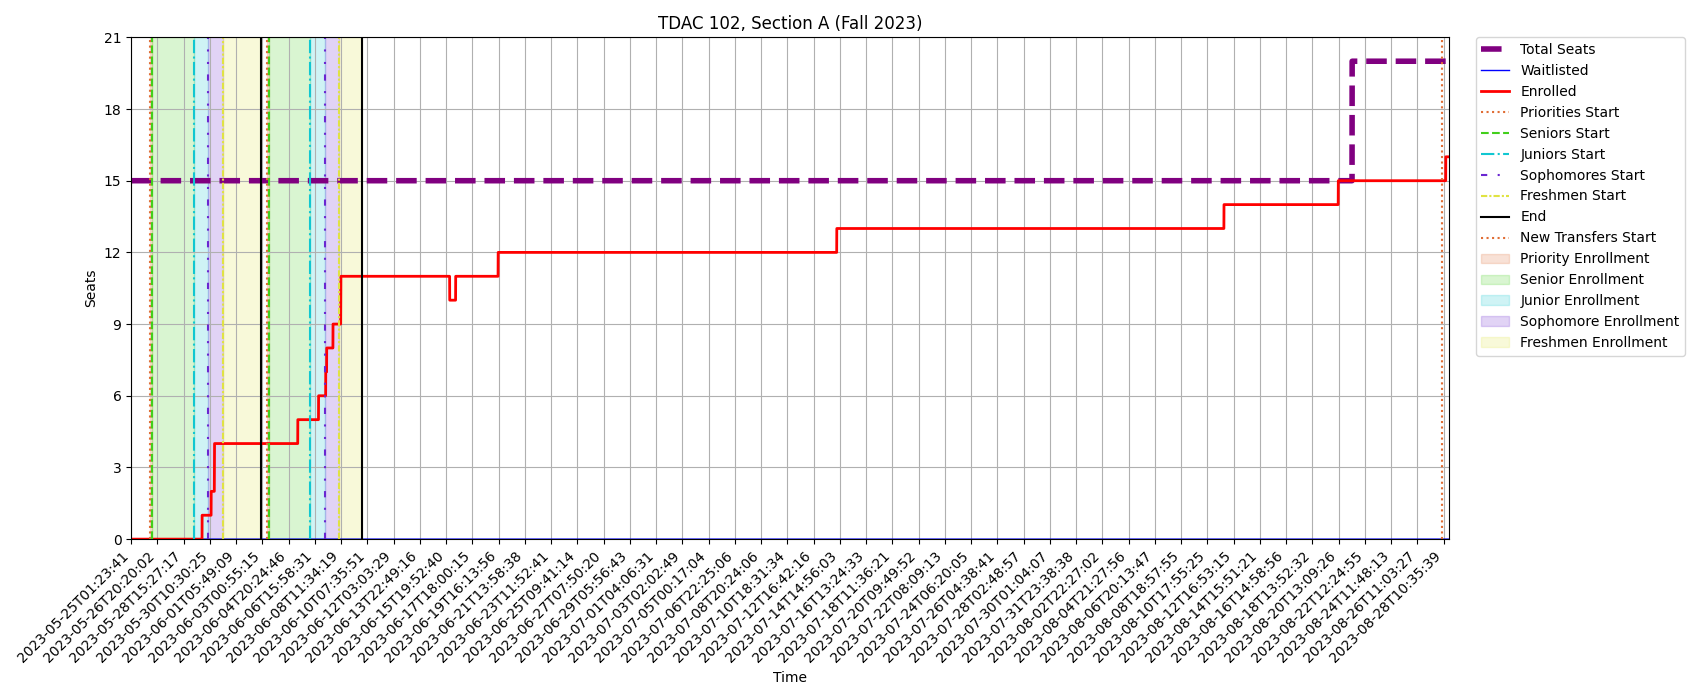 TDAC 102, Section A (Fall 2023)
21
18
15
12
9
6
3
0
Seats
2023-05-25T01:23:41
2023-05-26T20:20:02
2023-05-28T15:27:17
2023-05-30T10:30:25
2023-06-01T05:49:09
2023-06-03T00:55:15
2023-06-04T20:24:46
2023-06-06T15:58:31
2023-06-08T11:34:19
2023-06-10T07:35:51
2023-06-12T03:03:29
2023-06-13T22:49:16
2023-06-15T19:52:40
2023-06-17T18:00:15
2023-06-19T16:13:56
2023-06-21T13:58:38
2023-06-23T11:52:41
2023-06-25T09:41:14
2023-06-27T07:50:20
2023-06-29T05:56:43
2023-07-01T04:06:31
2023-07-03T02:02:49
2023-07-05T00:17:04
2023-07-06T22:25:06
2023-07-08T20:24:06
2023-07-10T18:31:34
2023-07-12T16:42:16
2023-07-14T14:56:03
2023-07-16T13:24:33
2023-07-18T11:36:21
2023-07-20T09:49:52
2023-07-22T08:09:13
2023-07-24T06:20:05
2023-07-26T04:38:41
2023-07-28T02:48:57
2023-07-30T01:04:07
2023-07-31T23:38:38
2023-08-02T22:27:02
2023-08-04T21:27:56
2023-08-06T20:13:47
2023-08-08T18:57:55
2023-08-10T17:55:25
2023-08-12T16:53:15
2023-08-14T15:51:21
2023-08-16T14:58:56
2023-08-18T13:52:32
2023-08-20T13:09:26
2023-08-22T12:24:55
2023-08-24T11:48:13
2023-08-26T11:03:27
2023-08-28T10:35:39
Time
Total Seats
Waitlisted
Enrolled
Priorities Start
Seniors Start
Juniors Start
Sophomores Start
Freshmen Start
End
New Transfers Start
Priority Enrollment
Senior Enrollment
Junior Enrollment
Sophomore Enrollment
Freshmen Enrollment